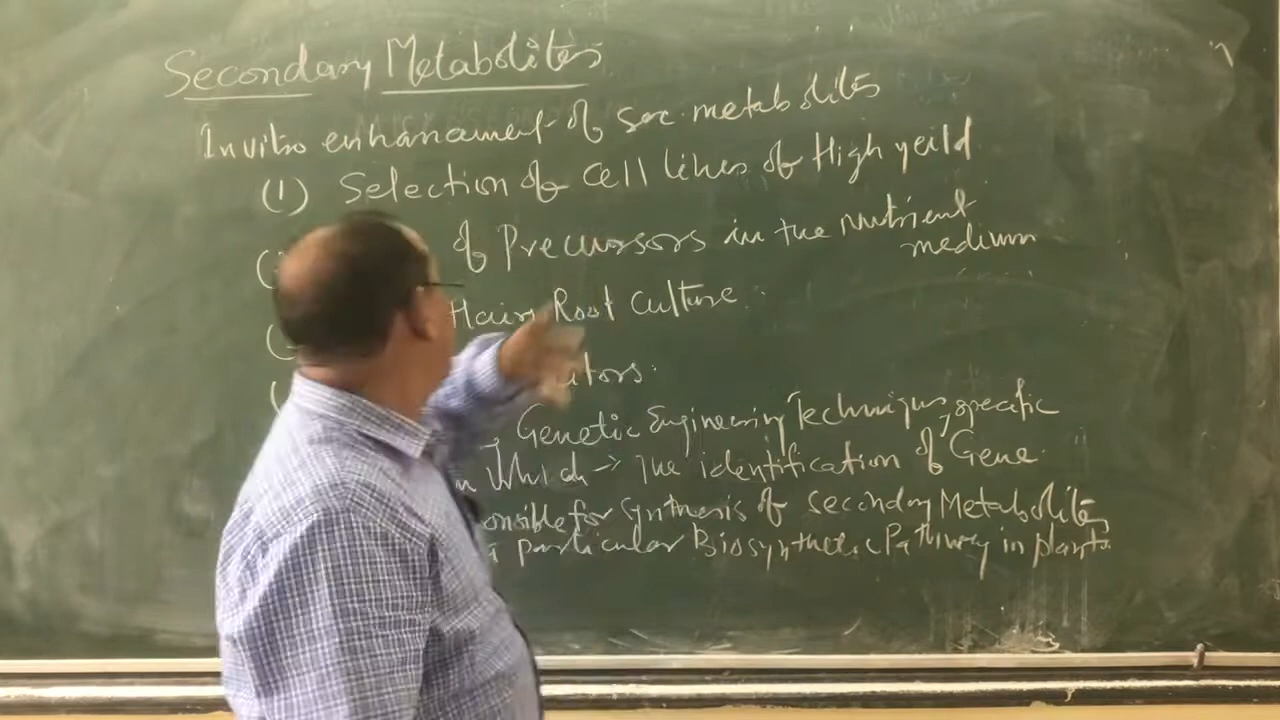 Secondary Metabolites
Invitro enhancement of sec. metabolites
(1) Selection of cell lines of High yeild
of Precursors in the Nutrient
medium
Hairy Root Culture.
Genetic Engineering Techniques, specific
in Which → The identification of Gene
onsible for Synthesis of secondary Metabolites
particular Biosynthetic Pathway in plants.